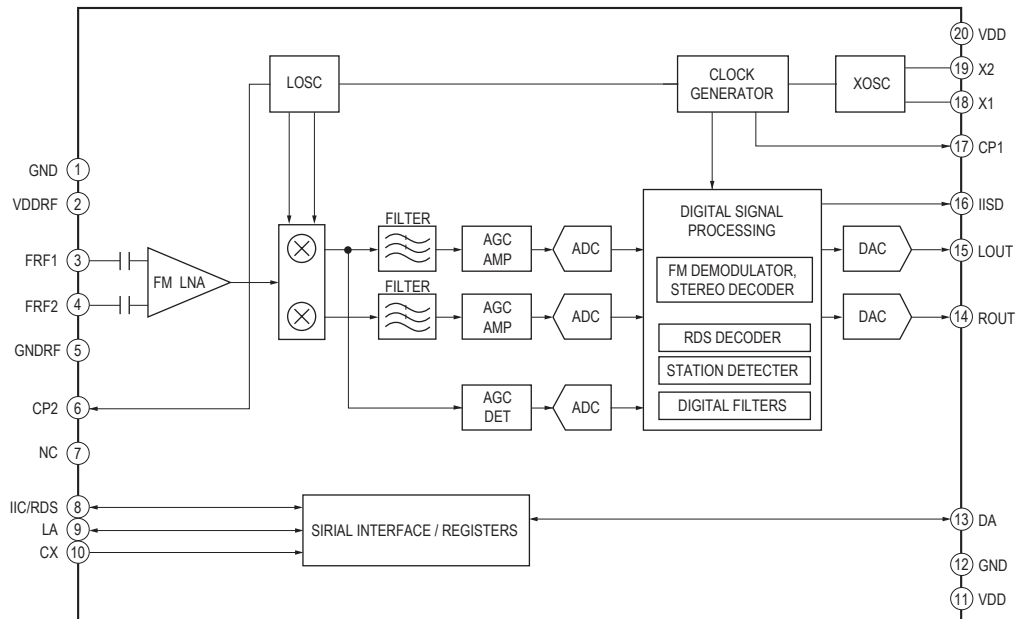 20 VDD
LOSC
CLOCK
GENERATOR
XOSC
19 X2
18 X1
17 CP1
GND 1
VDDRF 2
16 IISD
DIGITAL SIGNAL
PROCESSING
FILTER
AGC
AMP
ADC
DAC
15 LOUT
FRF1 3
FM LNA
FM DEMODULATOR,
STEREO DECODER
FRF2 4
FILTER
AGC
AMP
ADC
DAC
14 ROUT
GNDRF 5
RDS DECODER
STATION DETECTER
CP2 6
AGC
DET
ADC
DIGITAL FILTERS
NC 7
IIC/RDS 8
LA 9
CX 10
SIRIAL INTERFACE / REGISTERS
13 DA
12 GND
11 VDD